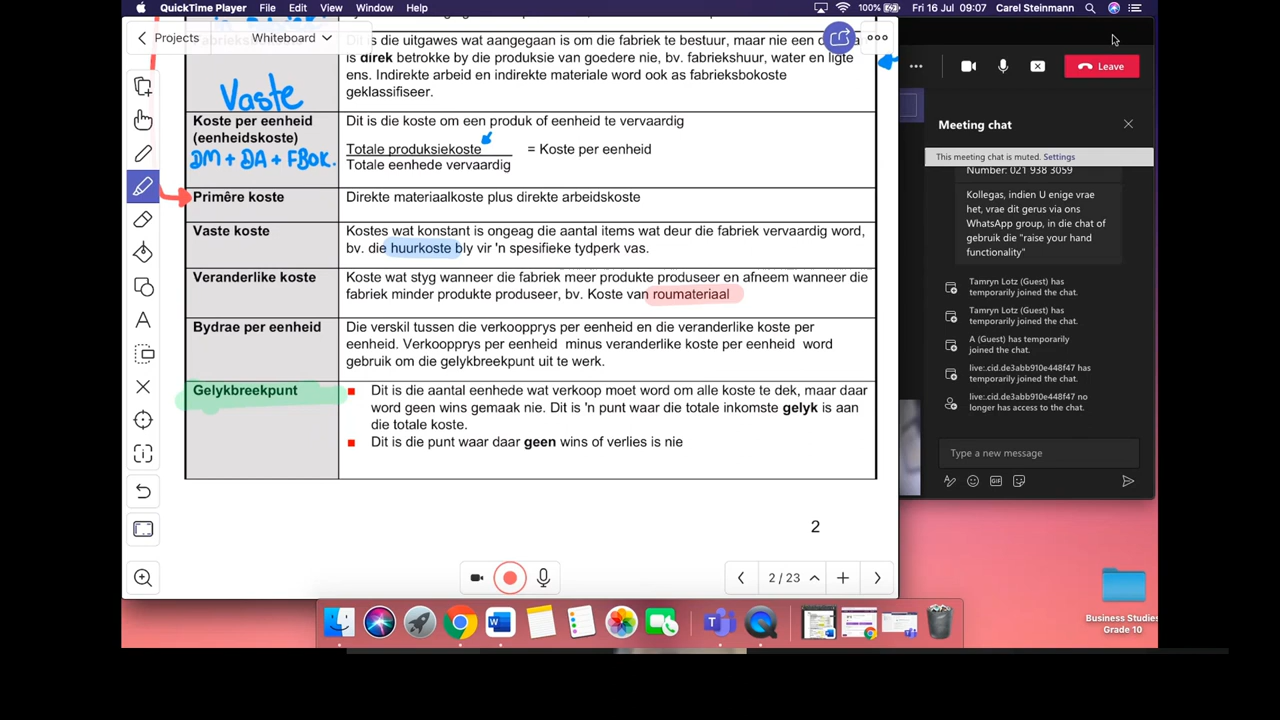 QuickTime Player File Edit View Window Help
100% Fri 16 Jul 09:07 Carel Steinmann
Projects
Whiteboard
Dit is die uitgawes wat aangegaan is om die fabriek te bestuur, maar nie
is direk betrokke by die produksie van goedere nie, bv. fabriekshuur, water en ligte
ens. Indirekte arbeid en indirekte materiale word ook as fabrieksbokoste
geklassifiseer.
Vaste
Koste per eenheid
(eenheidskoste)
DM + DA + FBOK.
Dit is die koste om een produk of eenheid te vervaardig
Totale produksiekoste
= Koste per eenheid
Totale eenhede vervaardig
Primêre koste
Direkte materiaalkoste plus direkte arbeidskoste
Vaste koste
Kostes wat konstant is ongeag die aantal items wat deur die fabriek vervaardig word,
bv. die huurkoste bly vir 'n spesifieke tydperk vas.
Veranderlike koste
Koste wat styg wanneer die fabriek meer produkte produseer en afneem wanneer die
fabriek minder produkte produseer, bv. Koste van roumateriaal
Bydrae per eenheid
Die verskil tussen die verkoopprys per eenheid en die veranderlike koste per
eenheid. Verkoopprys per eenheid minus veranderlike koste per eenheid word
gebruik om die gelykbreekpunt uit te werk.
Gelykbreekpunt
Dit is die aantal eenhede wat verkoop moet word om alle koste te dek, maar daar
word geen wins gemaak nie. Dit is 'n punt waar die totale inkomste gelyk is aan
die totale koste.
Dit is die punt waar daar geen wins of verlies is nie
2
2 / 23
Leave
Meeting chat
This meeting chat is muted. Settings
Number: 021 938 3059
Kollegas, indien U enige vrae
het, vrae dit gerus via ons
WhatsApp group, in die chat of
gebruik die "raise your hand
functionality"
Tamryn Lotz (Guest) has
temporarily joined the chat.
Tamryn Lotz (Guest) has
temporarily joined the chat.
A (Guest) has temporarily
joined the chat.
live:.cid.de3abb910e448f47 has
temporarily joined the chat.
live:.cid.de3abb910e448f47 no
longer has access to the chat.
Type a new message
GIF
Business Studies
Grade 10